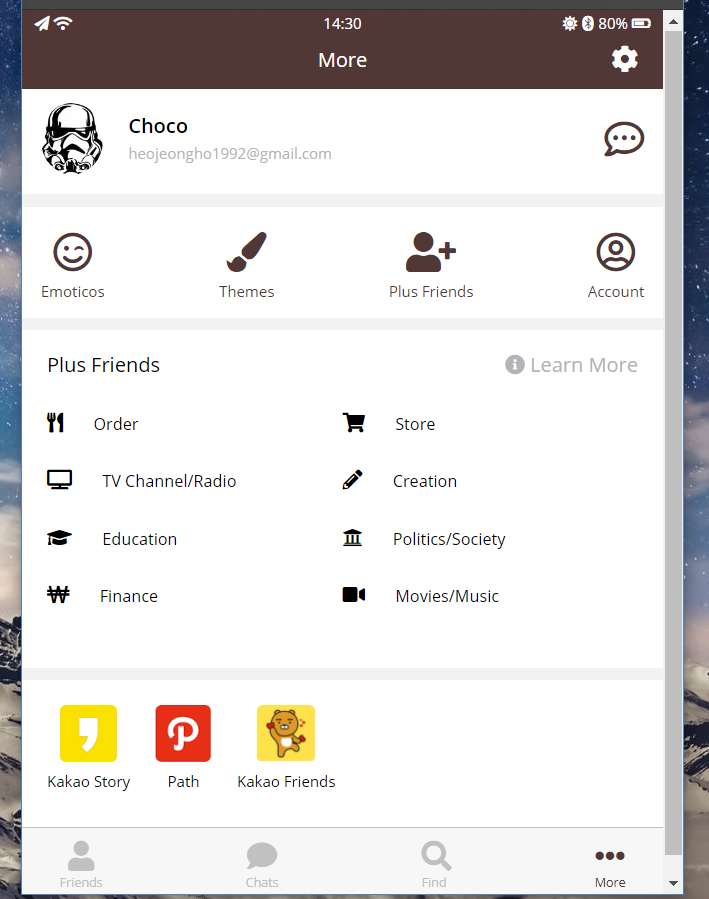 14:30
80%
More
Choco
heojeongho1992@gmail.com
Emoticos
Themes
Plus Friends
Account
Plus Friends
Learn More
Order
Store
TV Channel/Radio
Creation
Education
Politics/Society
Finance
Movies/Music
Kakao Story
Path
Kakao Friends
Friends
Chats
Find
More